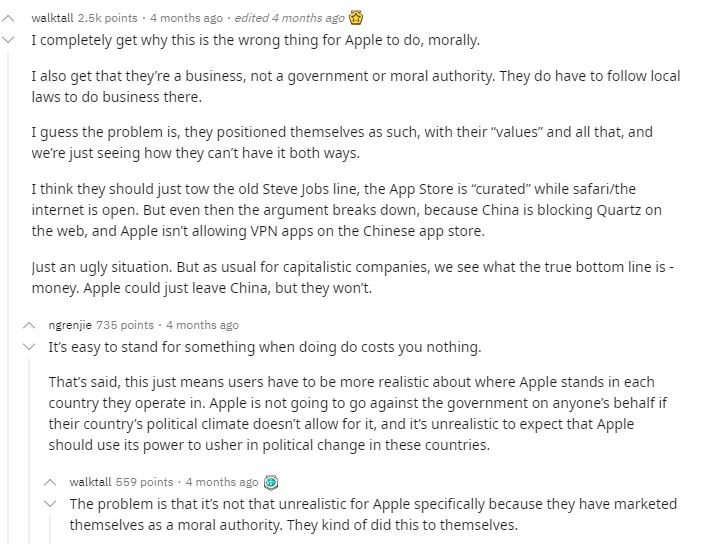 walktall 2.5k points · 4 months ago · edited 4 months ago
I completely get why this is the wrong thing for Apple to do, morally.
I also get that they're a business, not a government or moral authority. They do have to follow local
laws to do business there.
I guess the problem is, they positioned themselves as such, with their “values” and all that, and
we're just seeing how they can't have it both ways.
I think they should just tow the old Steve Jobs line, the App Store is “curated” while safari/the
internet is open. But even then the argument breaks down, because China is blocking Quartz on
the web, and Apple isn't allowing VPN apps on the Chinese app store.
Just an ugly situation. But as usual for capitalistic companies, we see what the true bottom line is -
money. Apple could just leave China, but they won't.
ngrenjie 735 points · 4 months ago
It's easy to stand for something when doing do costs you nothing.
That's said, this just means users have to be more realistic about where Apple stands in each
country they operate in. Apple is not going to go against the government on anyone's behalf if
their country's political climate doesn't allow for it, and it's unrealistic to expect that Apple
should use its power to usher in political change in these countries.
walktall 559 points · 4 months ago
The problem is that it's not that unrealistic for Apple specifically because they have marketed
themselves as a moral authority. They kind of did this to themselves.